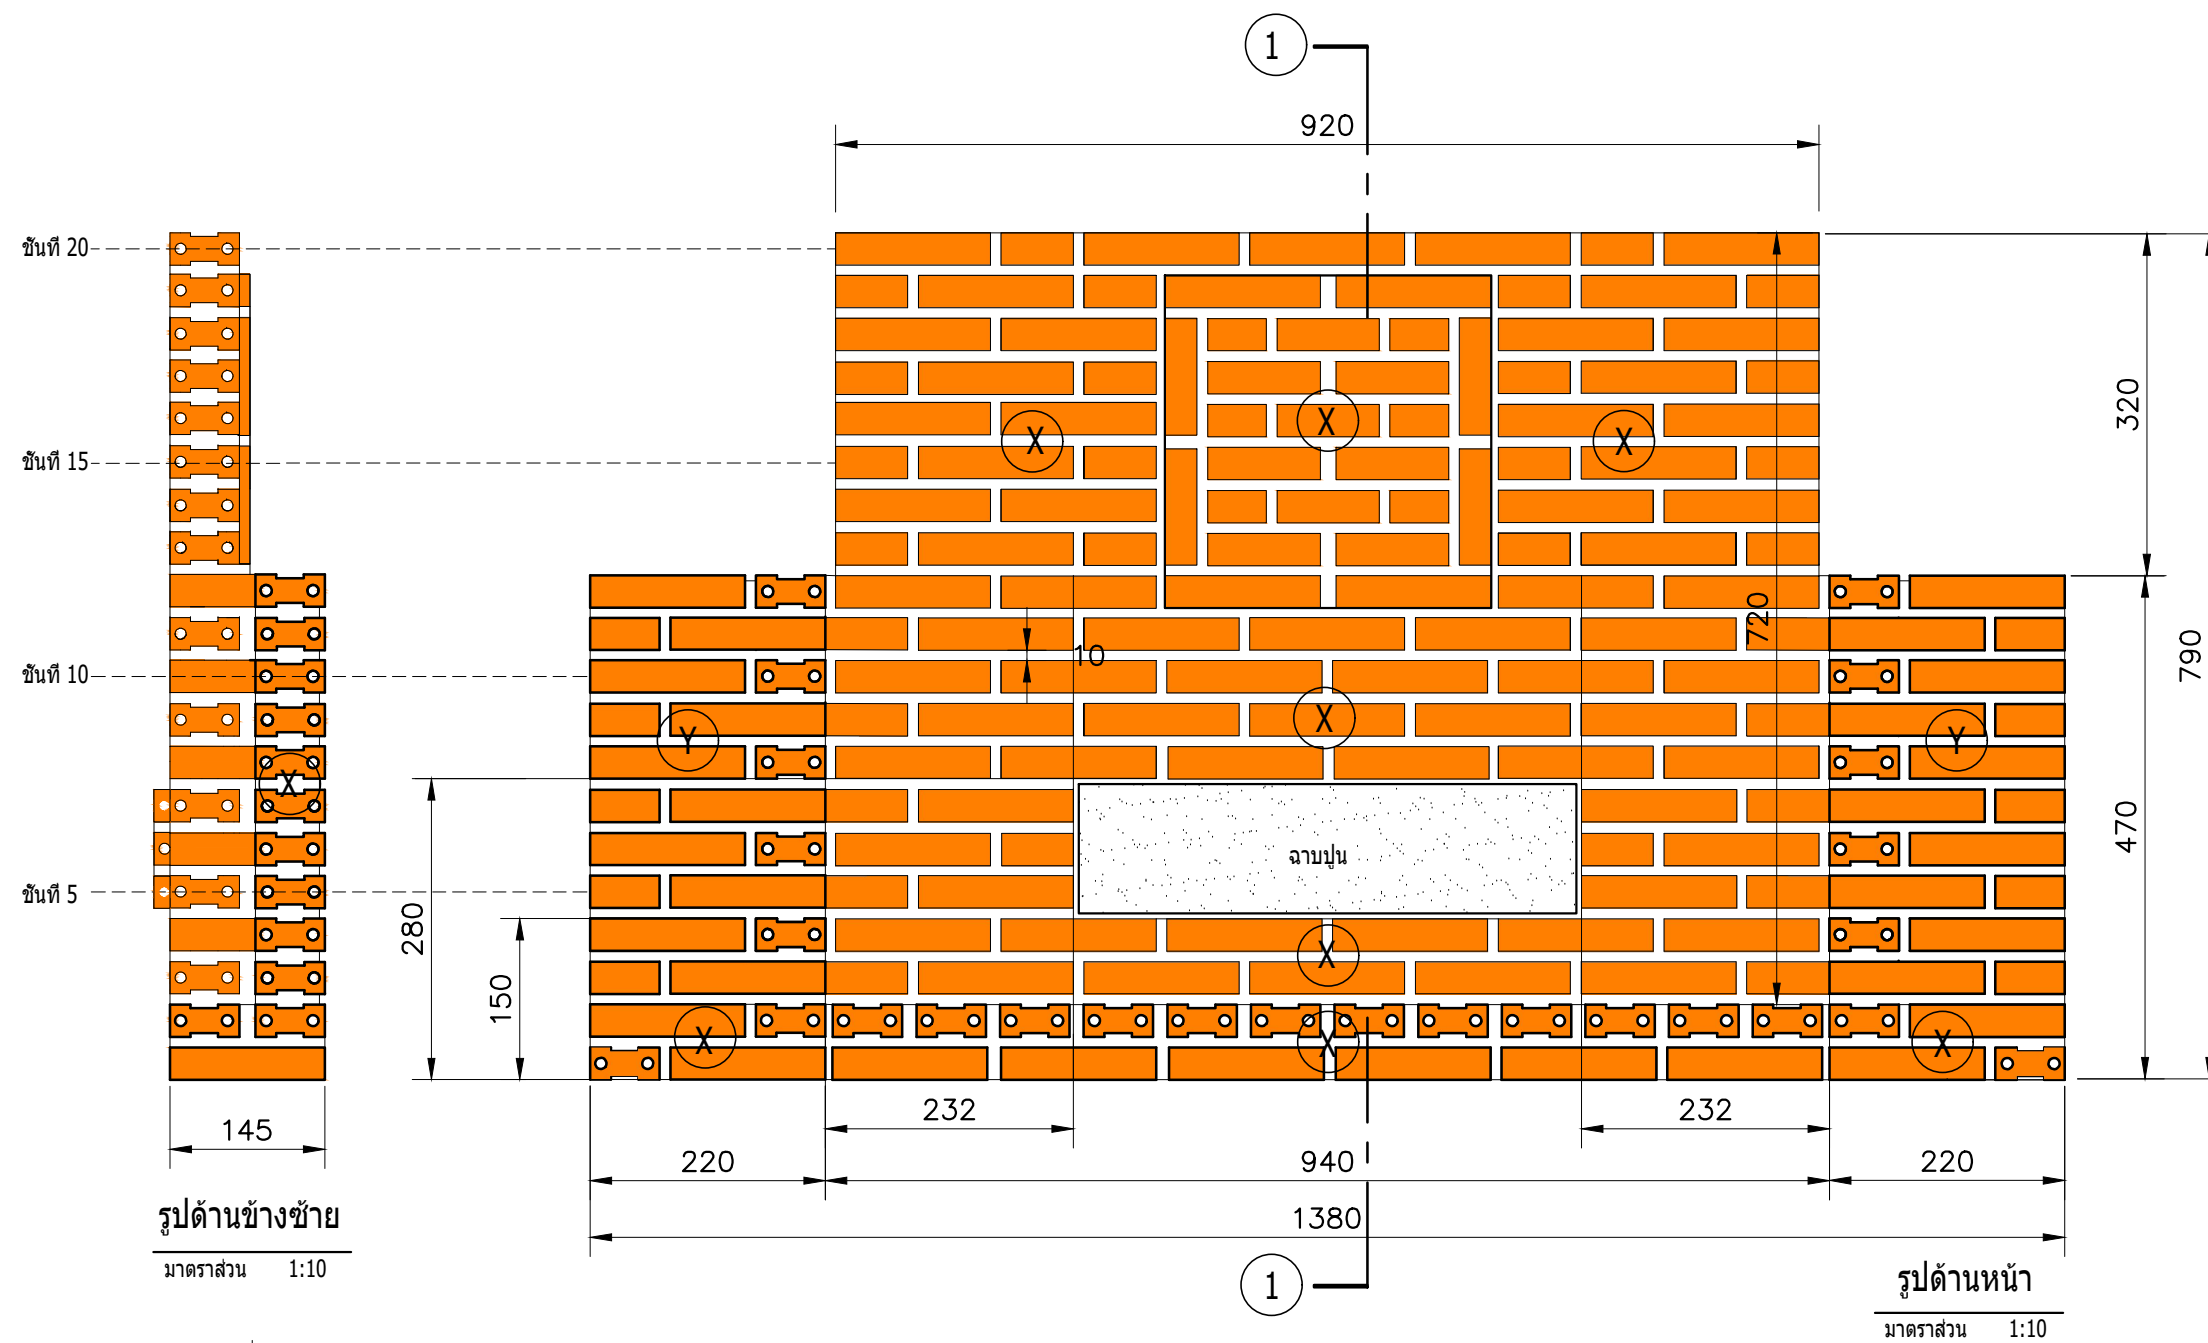 1
920
ชั้นที่ 20
ชั้นที่ 15
ชั้นที่ 10
ชั้นที่ 5
X
X
X
X
X
X
X
X
X
Y
Y
10
720
320
470
790
280
150
ฉาบปูน
145
232
232
220
940
220
1380
1
รูปด้านข้างซ้าย
มาตราส่วน 1:10
รูปด้านหน้า
มาตราส่วน 1:10